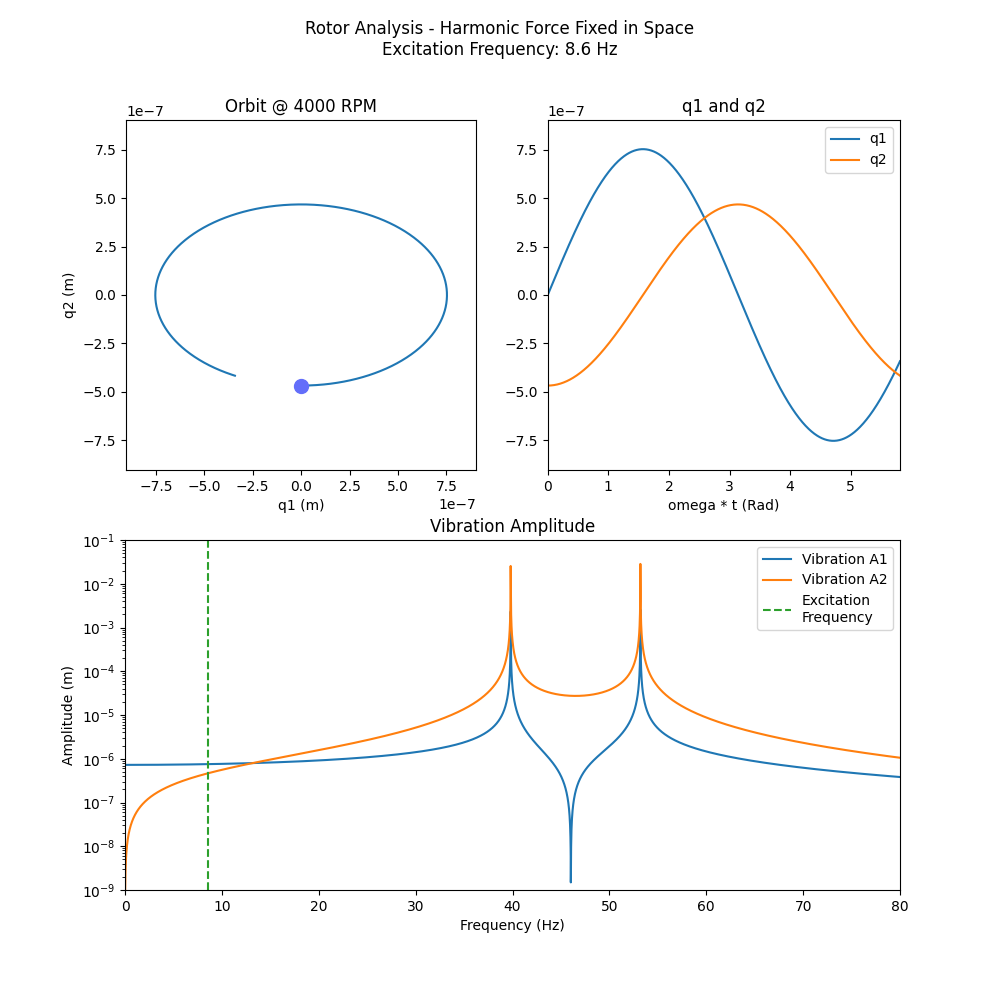 Rotor Analysis - Harmonic Force Fixed in Space
Excitation Frequency: 8.6 Hz
Orbit @ 4000 RPM
1e−7
7.5
5.0
2.5
0.0
−2.5
−5.0
−7.5
q2 (m)
−7.5 −5.0 −2.5 0.0 2.5 5.0 7.5
1e−7
q1 (m)
q1 and q2
1e−7
q1
q2
7.5
5.0
2.5
0.0
−2.5
−5.0
−7.5
0 1 2 3 4 5
omega * t (Rad)
Vibration Amplitude
Vibration A1
Vibration A2
Excitation
Frequency
10⁻¹
10⁻²
10⁻³
10⁻⁴
10⁻⁵
10⁻⁶
10⁻⁷
10⁻⁸
10⁻⁹
Amplitude (m)
0 10 20 30 40 50 60 70 80
Frequency (Hz)